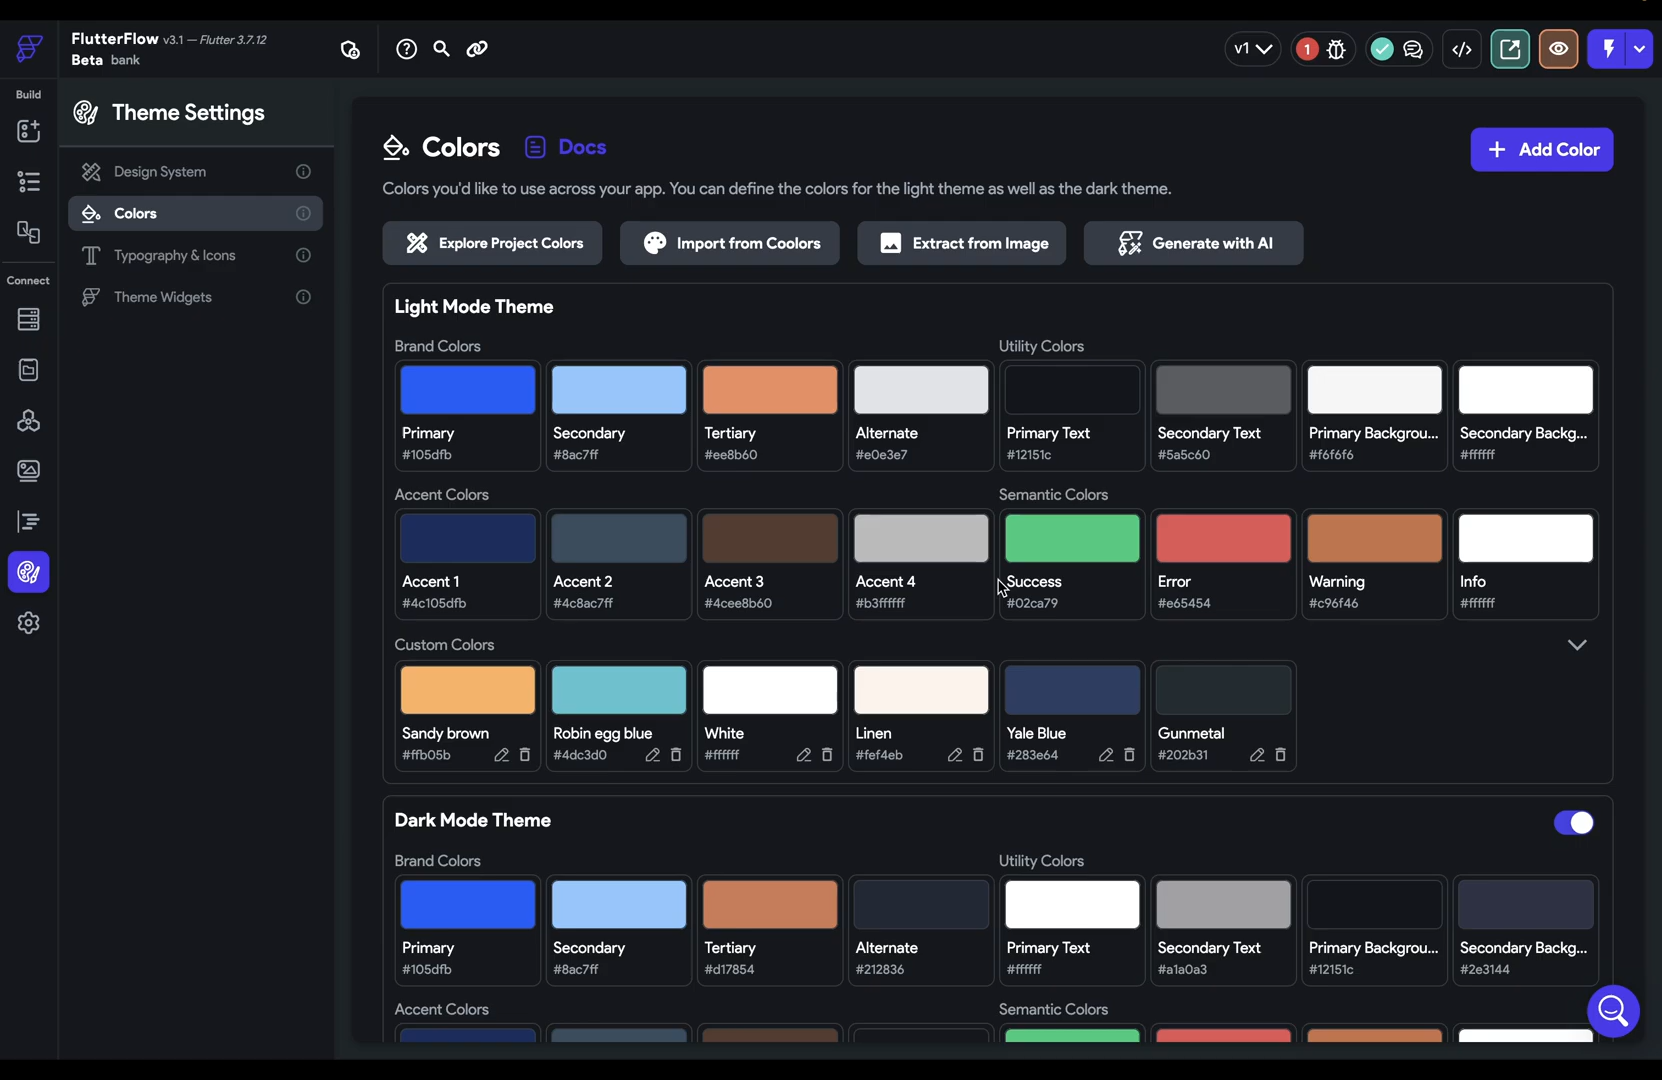 FlutterFlow v3.1 — Flutter 3.7.12
Beta bank
v1
1
Build
Connect
Theme Settings
Design System
Colors
Typography & Icons
Theme Widgets
Colors Docs
Add Color
Colors you'd like to use across your app. You can define the colors for the light theme as well as the dark theme.
Explore Project Colors Import from Coolors Extract from Image Generate with AI
Light Mode Theme
Brand Colors Utility Colors
Primary Secondary Tertiary Alternate Primary Text Secondary Text Primary Backgrou... Secondary Backg...
#105dfb #8ac7ff #ee8b60 #e0e3e7 #12151c #5a5c60 #f6f6f6 #ffffff
Accent Colors Semantic Colors
Accent 1 Accent 2 Accent 3 Accent 4 Success Error Warning Info
#4c105dfb #4c8ac7ff #4cee8b60 #b3ffffff #02ca79 #e65454 #c96f46 #ffffff
Custom Colors
Sandy brown Robin egg blue White Linen Yale Blue Gunmetal
#ffb05b #4dc3d0 #ffffff #fef4eb #283e64 #202b31
Dark Mode Theme
Brand Colors Utility Colors
Primary Secondary Tertiary Alternate Primary Text Secondary Text Primary Backgrou... Secondary Backg...
#105dfb #8ac7ff #d17854 #212836 #ffffff #a1a0a3 #12151c #2e3144
Accent Colors Semantic Colors